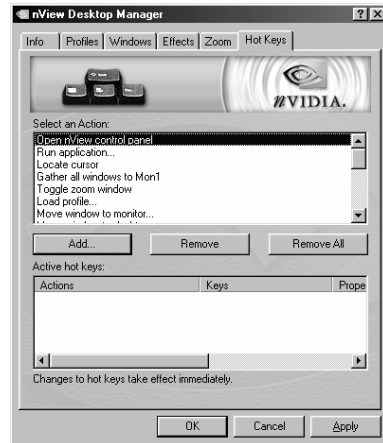 nView Desktop Manager
Info Profiles Windows Effects Zoom Hot Keys
nVIDIA.
Select an Action:
Open nView control panel
Run application...
Locate cursor
Gather all windows to Mon1
Toggle zoom window
Load profile...
Move window to monitor...
Add... Remove Remove All
Active hot keys:
Actions Keys Prope
Changes to hot keys take effect immediately.
OK Cancel Apply